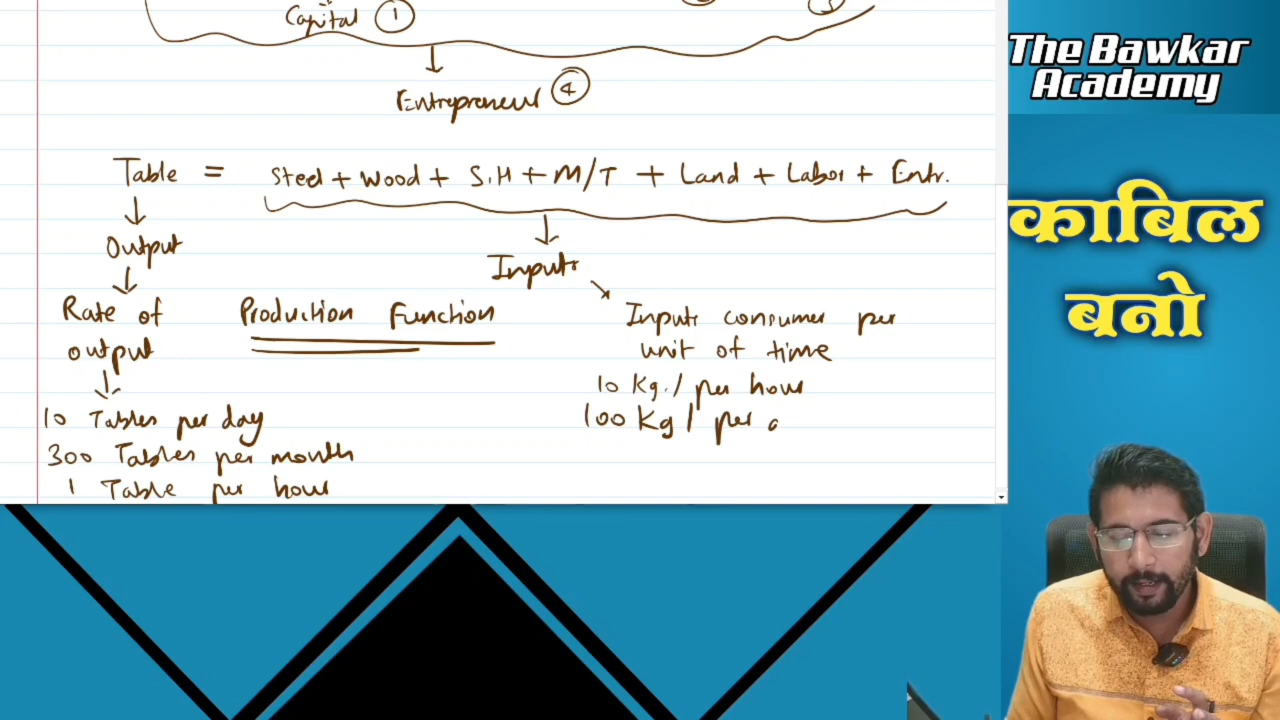 Capital 1
Entrepreneur 4
Table = Steel + Wood + S.H + M/T + Land + Labor + Entr.
Output
Inputs
Rate of output
Production Function
Inputs consumer per unit of time
10 Kg./ per hour
100 Kg / per
10 Tables per day
300 Tables per month
1 Table per hour
The Bawkar
Academy
काबिल
बनो